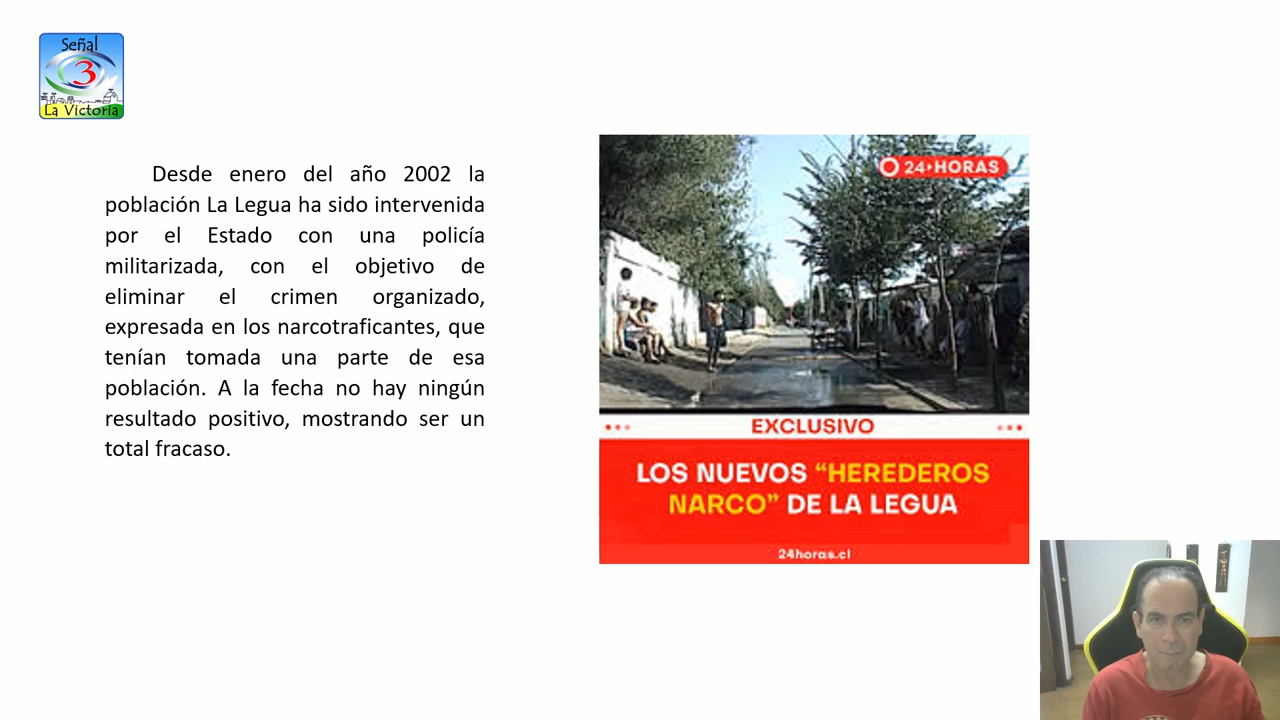 Señal
3
La Victoria
Desde enero del año 2002 la
población La Legua ha sido intervenida
por el Estado con una policía
militarizada, con el objetivo de
eliminar el crimen organizado,
expresada en los narcotraficantes, que
tenían tomada una parte de esa
población. A la fecha no hay ningún
resultado positivo, mostrando ser un
total fracaso.
24 HORAS
EXCLUSIVO
LOS NUEVOS “HEREDEROS
NARCO” DE LA LEGUA
24horas.cl